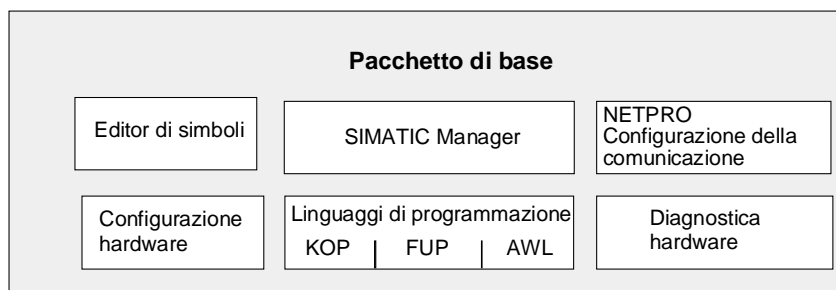 Pacchetto di base
Editor di simboli
SIMATIC Manager
NETPRO
Configurazione della
comunicazione
Configurazione
hardware
Linguaggi di programmazione
KOP | FUP | AWL
Diagnostica
hardware